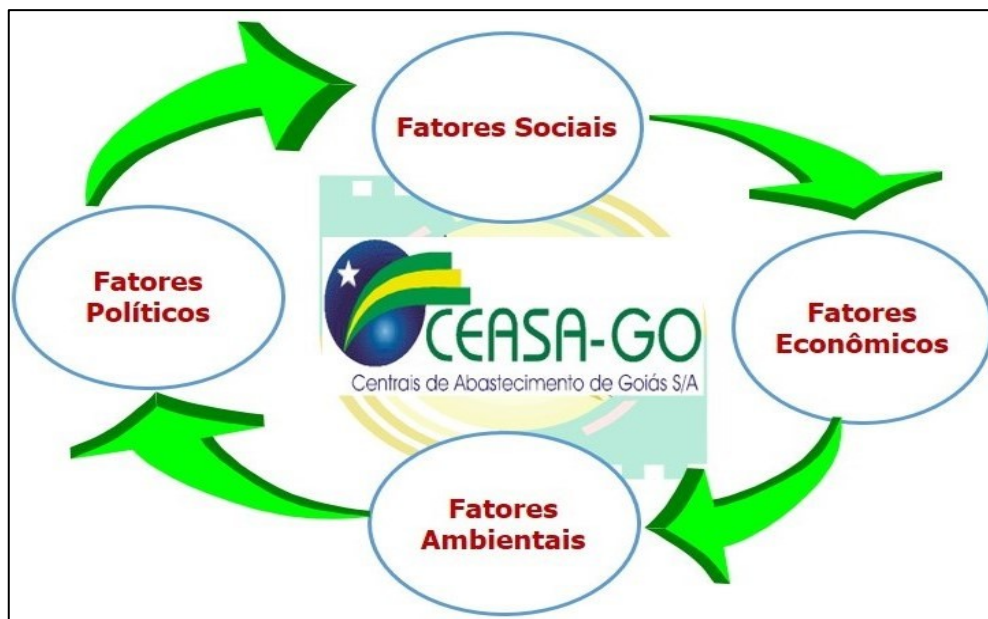 Fatores Sociais
Fatores
Políticos
CEASA-GO
Centrais de Abastecimento de Goiás S/A
Fatores
Econômicos
Fatores
Ambientais